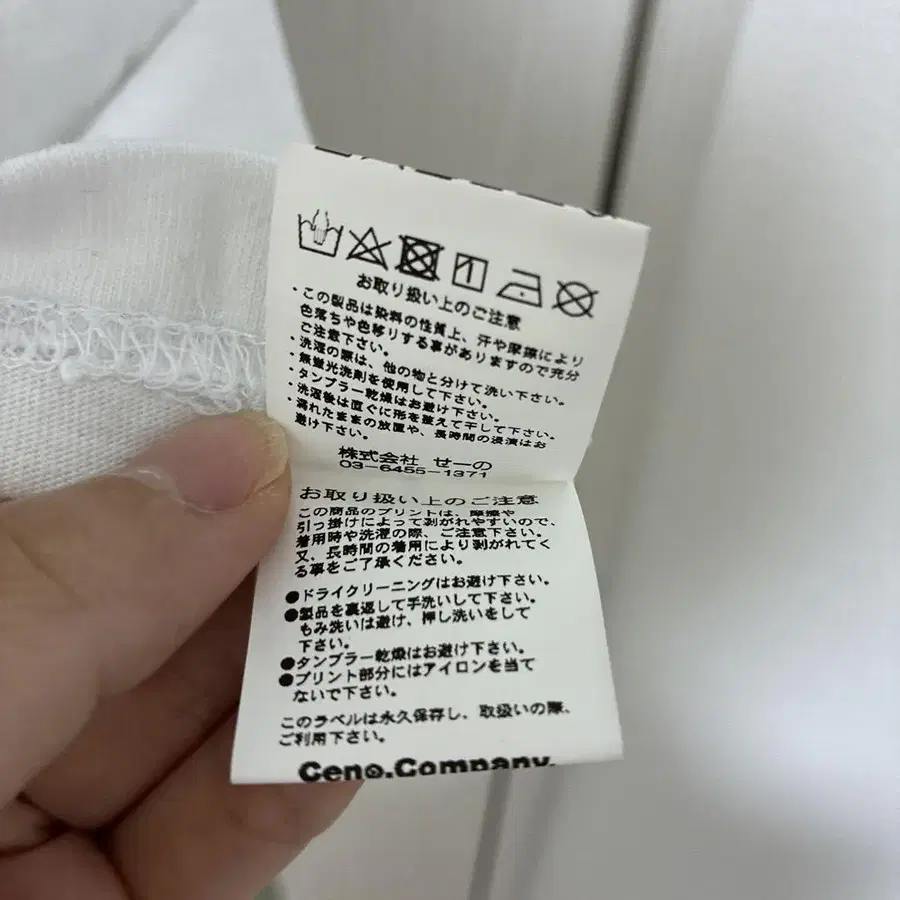 お取り扱い上のご注意
・この製品は染料の性質上、汗や摩擦により
色落ちや色移りする事がありますので充分
ご注意下さい。
・洗濯の際は、他の物と分けて洗い下さい。
・無蛍光洗剤を使用して下さい。
・タンブラー乾燥はお避け下さい。
・洗濯後は直ぐに形を整えて干して下さい。
・濡れたままの放置や、長時間の浸漬はお
避け下さい。
株式会社 せーの
03-6455-1371
お取り扱い上のご注意
この商品のプリントは、摩擦や
引っ掛けによって剥がれやすいので、
着用時や洗濯の際、ご注意下さい。
又、長時間の着用により剥がれてく
る事をご了承ください。
●ドライクリーニングはお避け下さい。
●製品を裏返して手洗いして下さい。
もみ洗いは避け、押し洗いをして
下さい。
●タンブラー乾燥はお避け下さい。
●プリント部分にはアイロンを当て
ないで下さい。
このラベルは永久保存し、取扱いの際、
ご利用下さい。
Ceno.Company.